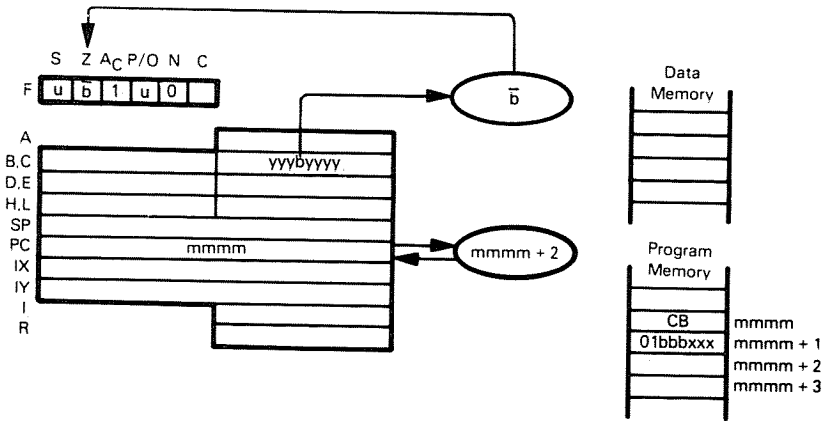 S Z A_C P/O N C
F u b̅ 1 u 0
b̅
Data
Memory
A
B,C yyybyyyy
D,E
H,L
SP
PC mmmm
mmmm + 2
IX
IY
I
R
Program
Memory
CB mmmm
01bbbxxx mmmm + 1
mmmm + 2
mmmm + 3